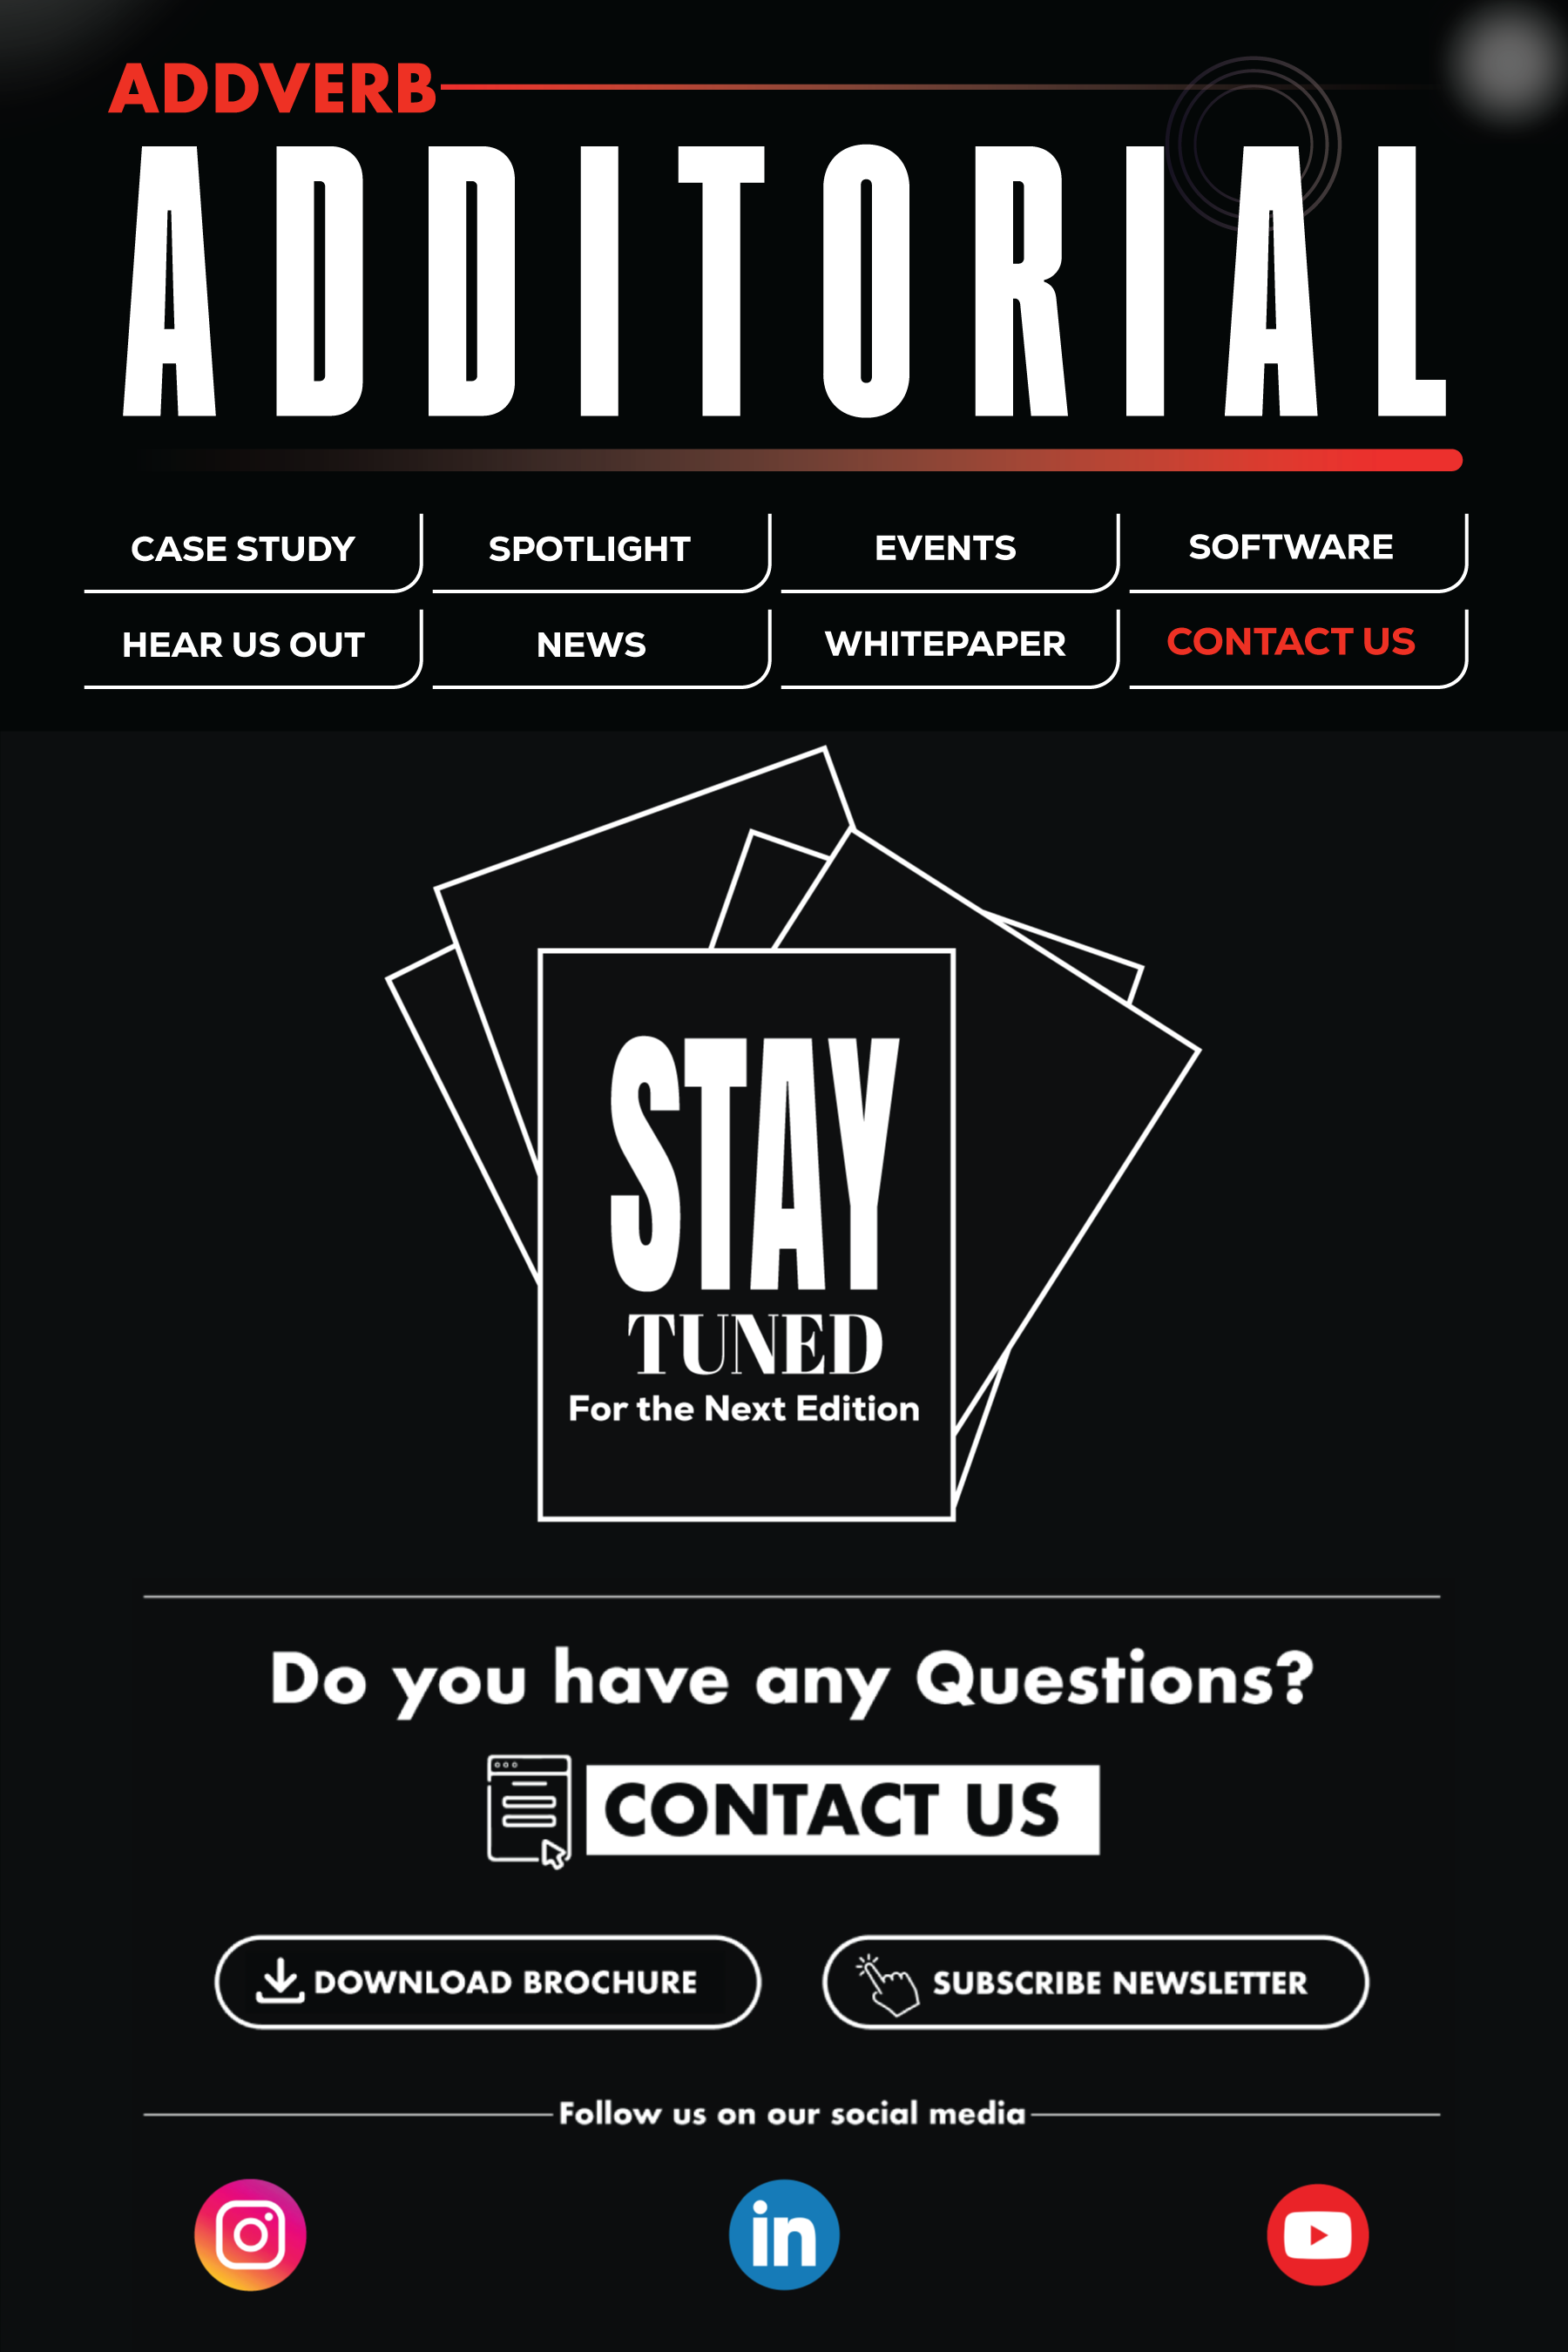 ADDVERB
ADDITORIAL
CASE STUDY SPOTLIGHT EVENTS SOFTWARE
HEAR US OUT NEWS WHITEPAPER CONTACT US
STAY
TUNED
For the Next Edition
Do you have any Questions?
CONTACT US
DOWNLOAD BROCHURE SUBSCRIBE NEWSLETTER
Follow us on our social media
in